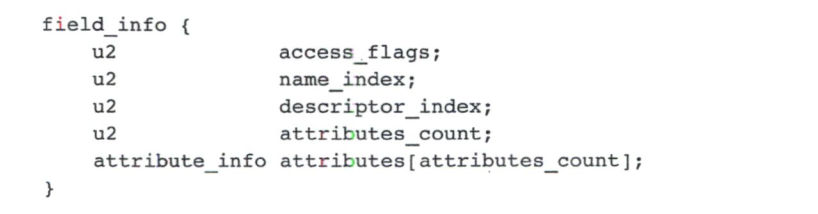 field_info {
    u2             access_flags;
    u2             name_index;
    u2             descriptor_index;
    u2             attributes_count;
    attribute_info attributes[attributes_count];
}